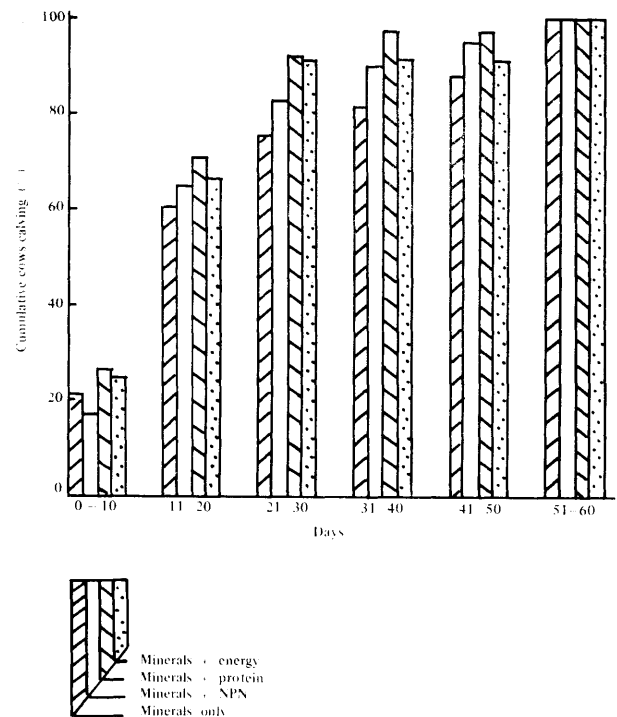 100
80
60
40
20
0
Cumulative cows calving
0 – 10 11 20 21 30 31 40 41 50 51–60
Days
Minerals + energy
Minerals + protein
Minerals + NPN
Minerals only